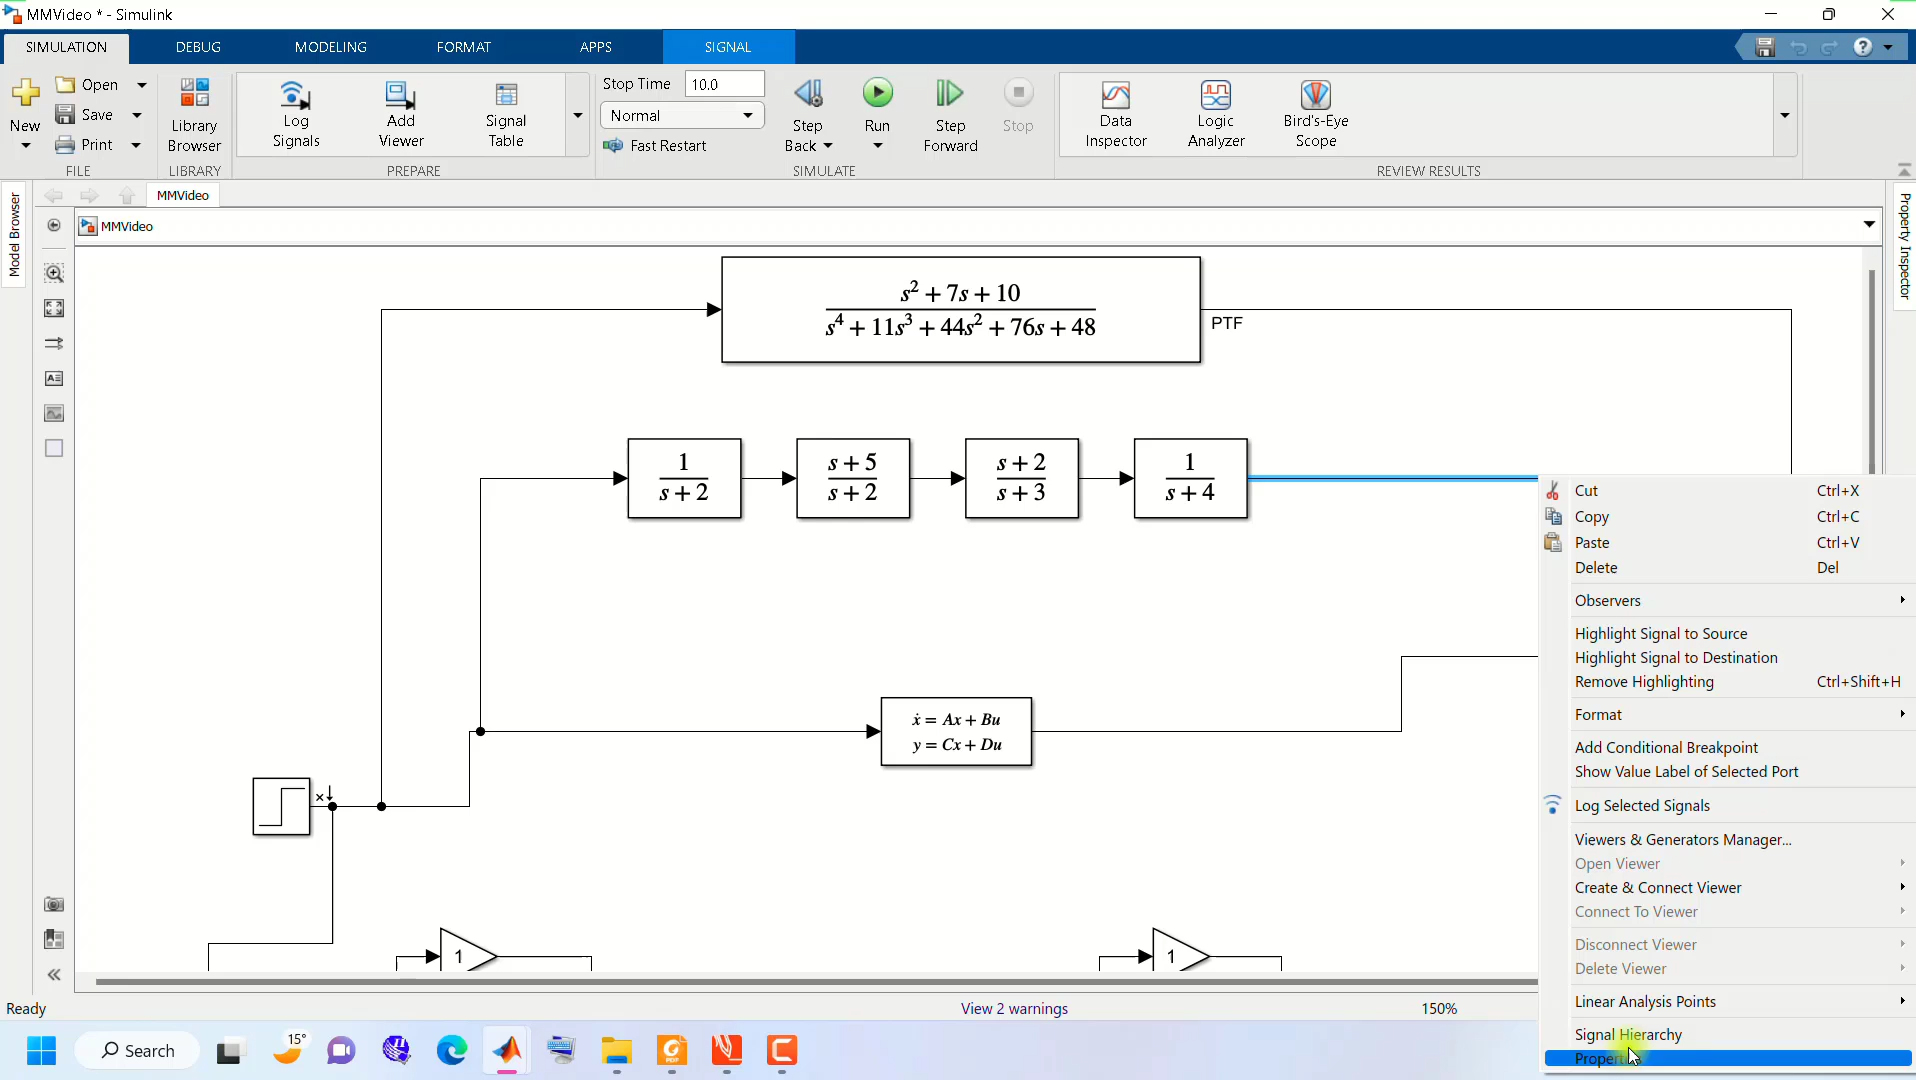 MMVideo * - Simulink
SIMULATION DEBUG MODELING FORMAT APPS SIGNAL
New
Open
Save
Print
FILE
Library Browser
LIBRARY
Log Signals
Add Viewer
Signal Table
PREPARE
Stop Time 10.0
Normal
Fast Restart
Step Back
Run
Step Forward
Stop
SIMULATE
Data Inspector
Logic Analyzer
Bird's-Eye Scope
REVIEW RESULTS
Model Browser
Property Inspector
MMVideo
MMVideo
s² + 7s + 10
s⁴ + 11s³ + 44s² + 76s + 48
PTF
1
s + 2
s + 5
s + 2
s + 2
s + 3
1
s + 4
ẋ = Ax + Bu
y = Cx + Du
1
1
Cut Ctrl+X
Copy Ctrl+C
Paste Ctrl+V
Delete Del
Observers
Highlight Signal to Source
Highlight Signal to Destination
Remove Highlighting Ctrl+Shift+H
Format
Add Conditional Breakpoint
Show Value Label of Selected Port
Log Selected Signals
Viewers & Generators Manager...
Open Viewer
Create & Connect Viewer
Connect To Viewer
Disconnect Viewer
Delete Viewer
Linear Analysis Points
Signal Hierarchy
Ready View 2 warnings 150%
Search
15°